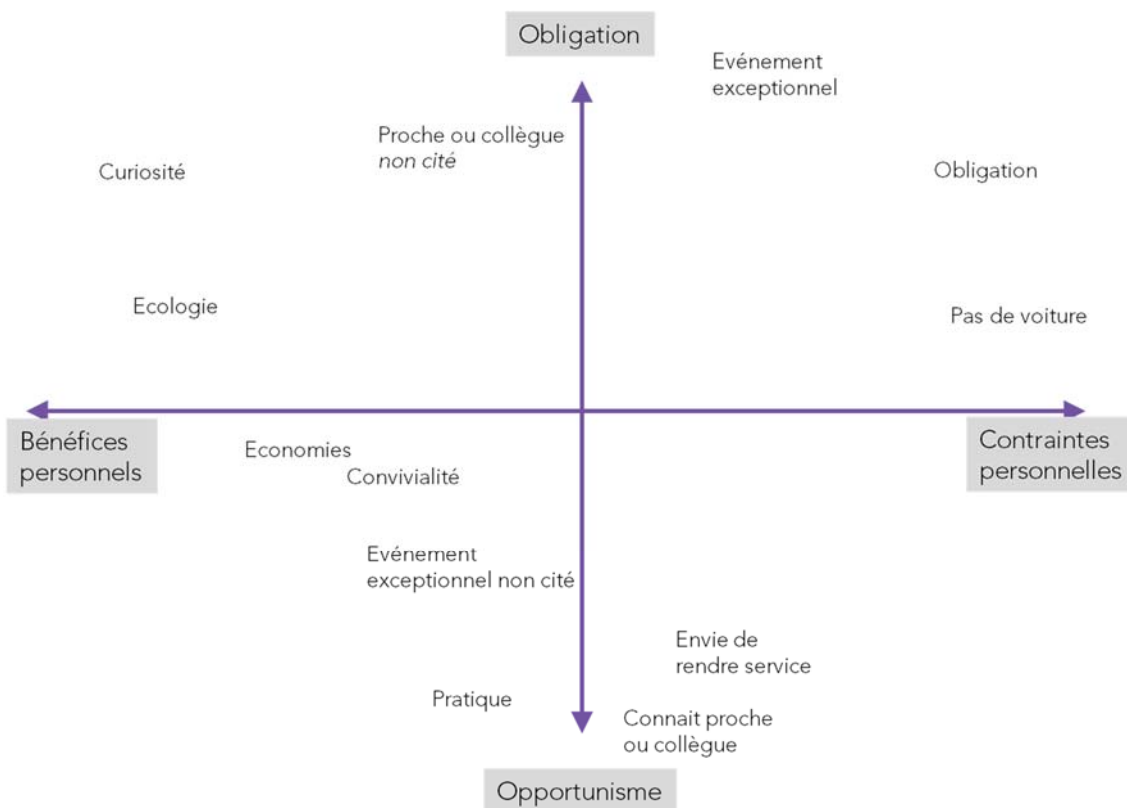 Obligation
Evénement
exceptionnel
Proche ou collègue
non cité
Curiosité
Obligation
Ecologie
Pas de voiture
Bénéfices
personnels
Contraintes
personnelles
Economies
Convivialité
Evénement
exceptionnel non cité
Envie de
rendre service
Pratique
Connait proche
ou collègue
Opportunisme